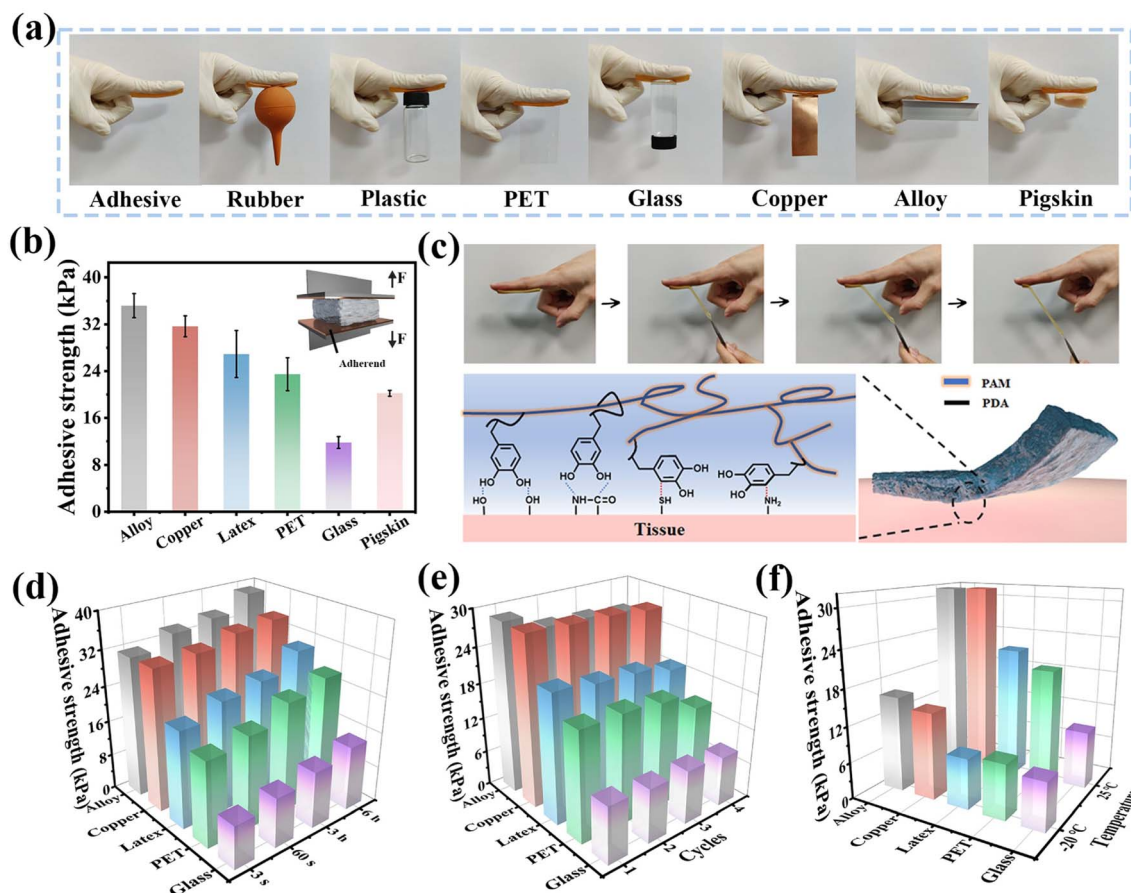 (a)
Adhesive Rubber Plastic PET Glass Copper Alloy Pigskin
(b)
Adhesive strength (kPa)
40
32
24
16
8
0
Alloy Copper Latex PET Glass Pigskin
F
F
Adherend
(c)
PAM
PDA
OH OH
HO OH
OH OH
NH-C=O
OH
HO
SH
HO
HO
NH2
Tissue
(d)
Adhesive strength (kPa)
40
32
24
16
8
0
Alloy
Copper
Latex
PET
Glass
3 s
60 s
3 h
6 h
(e)
Adhesive strength (kPa)
30
24
18
12
6
0
Alloy
Copper
Latex
PET
Glass
1
2
3
4
Cycles
(f)
Adhesive strength (kPa)
30
24
18
12
6
0
Alloy
Copper
Latex
PET
Glass
-20 °C
25 °C
Temperature